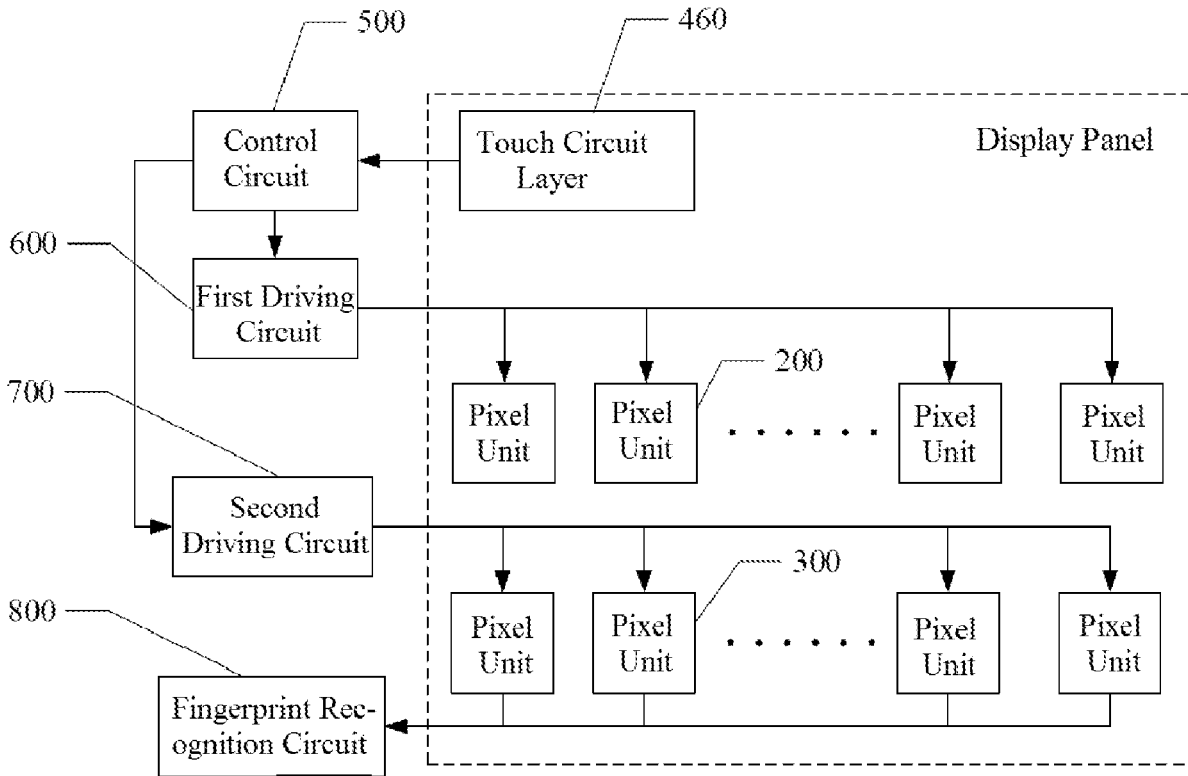 500
460
Control
Circuit
Touch Circuit
Layer
Display Panel
600
First Driving
Circuit
200
700
Pixel
Unit
Pixel
Unit
Pixel
Unit
Pixel
Unit
Second
Driving Circuit
300
800
Pixel
Unit
Pixel
Unit
Pixel
Unit
Pixel
Unit
Fingerprint Rec-
ognition Circuit